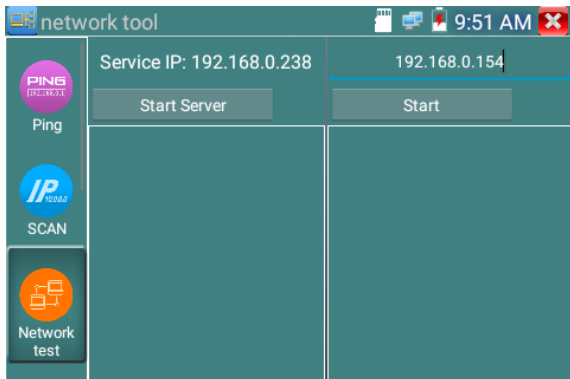 network tool
9:51 AM
Service IP: 192.168.0.238
192.168.0.154
Start Server
Start
PING
Ping
IP
SCAN
Network
test